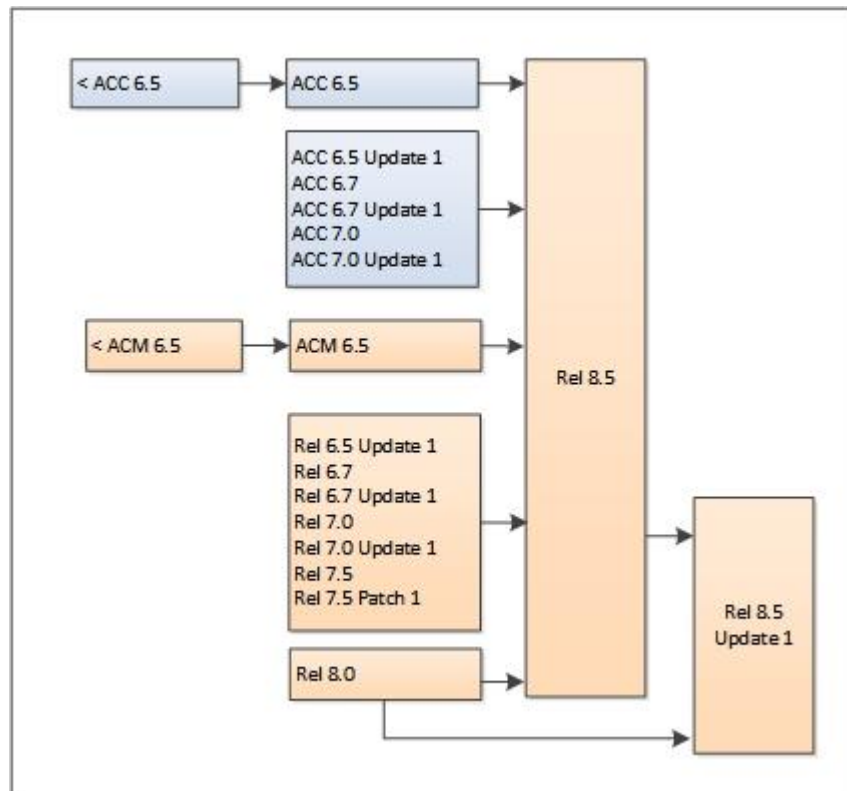 < ACC 6.5
ACC 6.5
ACC 6.5 Update 1
ACC 6.7
ACC 6.7 Update 1
ACC 7.0
ACC 7.0 Update 1
< ACM 6.5
ACM 6.5
Rel 8.5
Rel 6.5 Update 1
Rel 6.7
Rel 6.7 Update 1
Rel 7.0
Rel 7.0 Update 1
Rel 7.5
Rel 7.5 Patch 1
Rel 8.5
Update 1
Rel 8.0